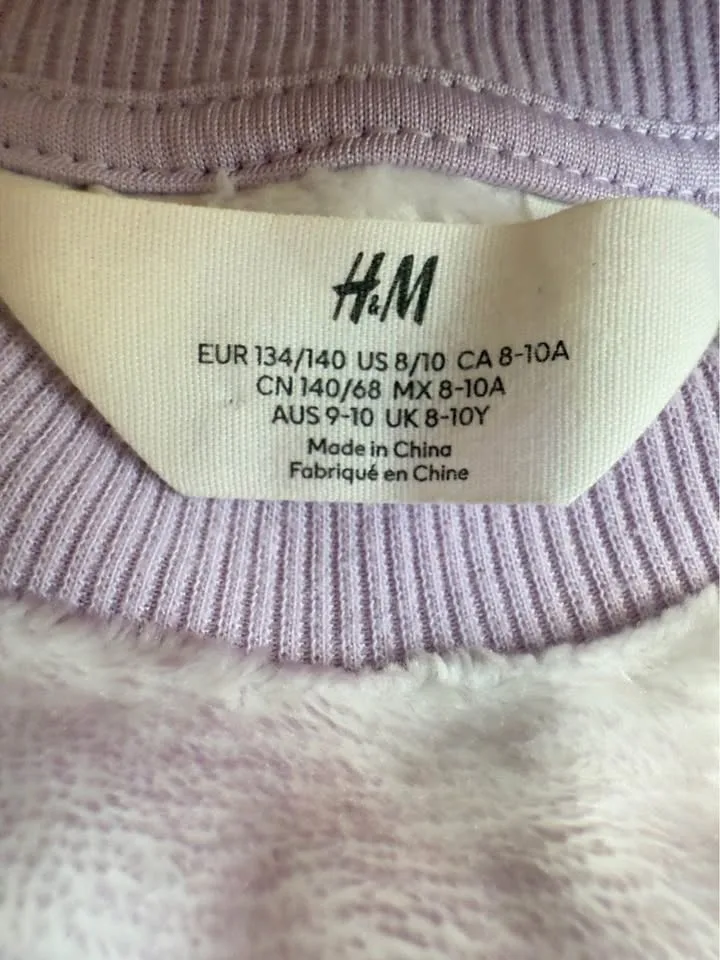 H&M
EUR 134/140 US 8/10 CA 8-10A
CN 140/68 MX 8-10A
AUS 9-10 UK 8-10Y
Made in China
Fabriqué en Chine